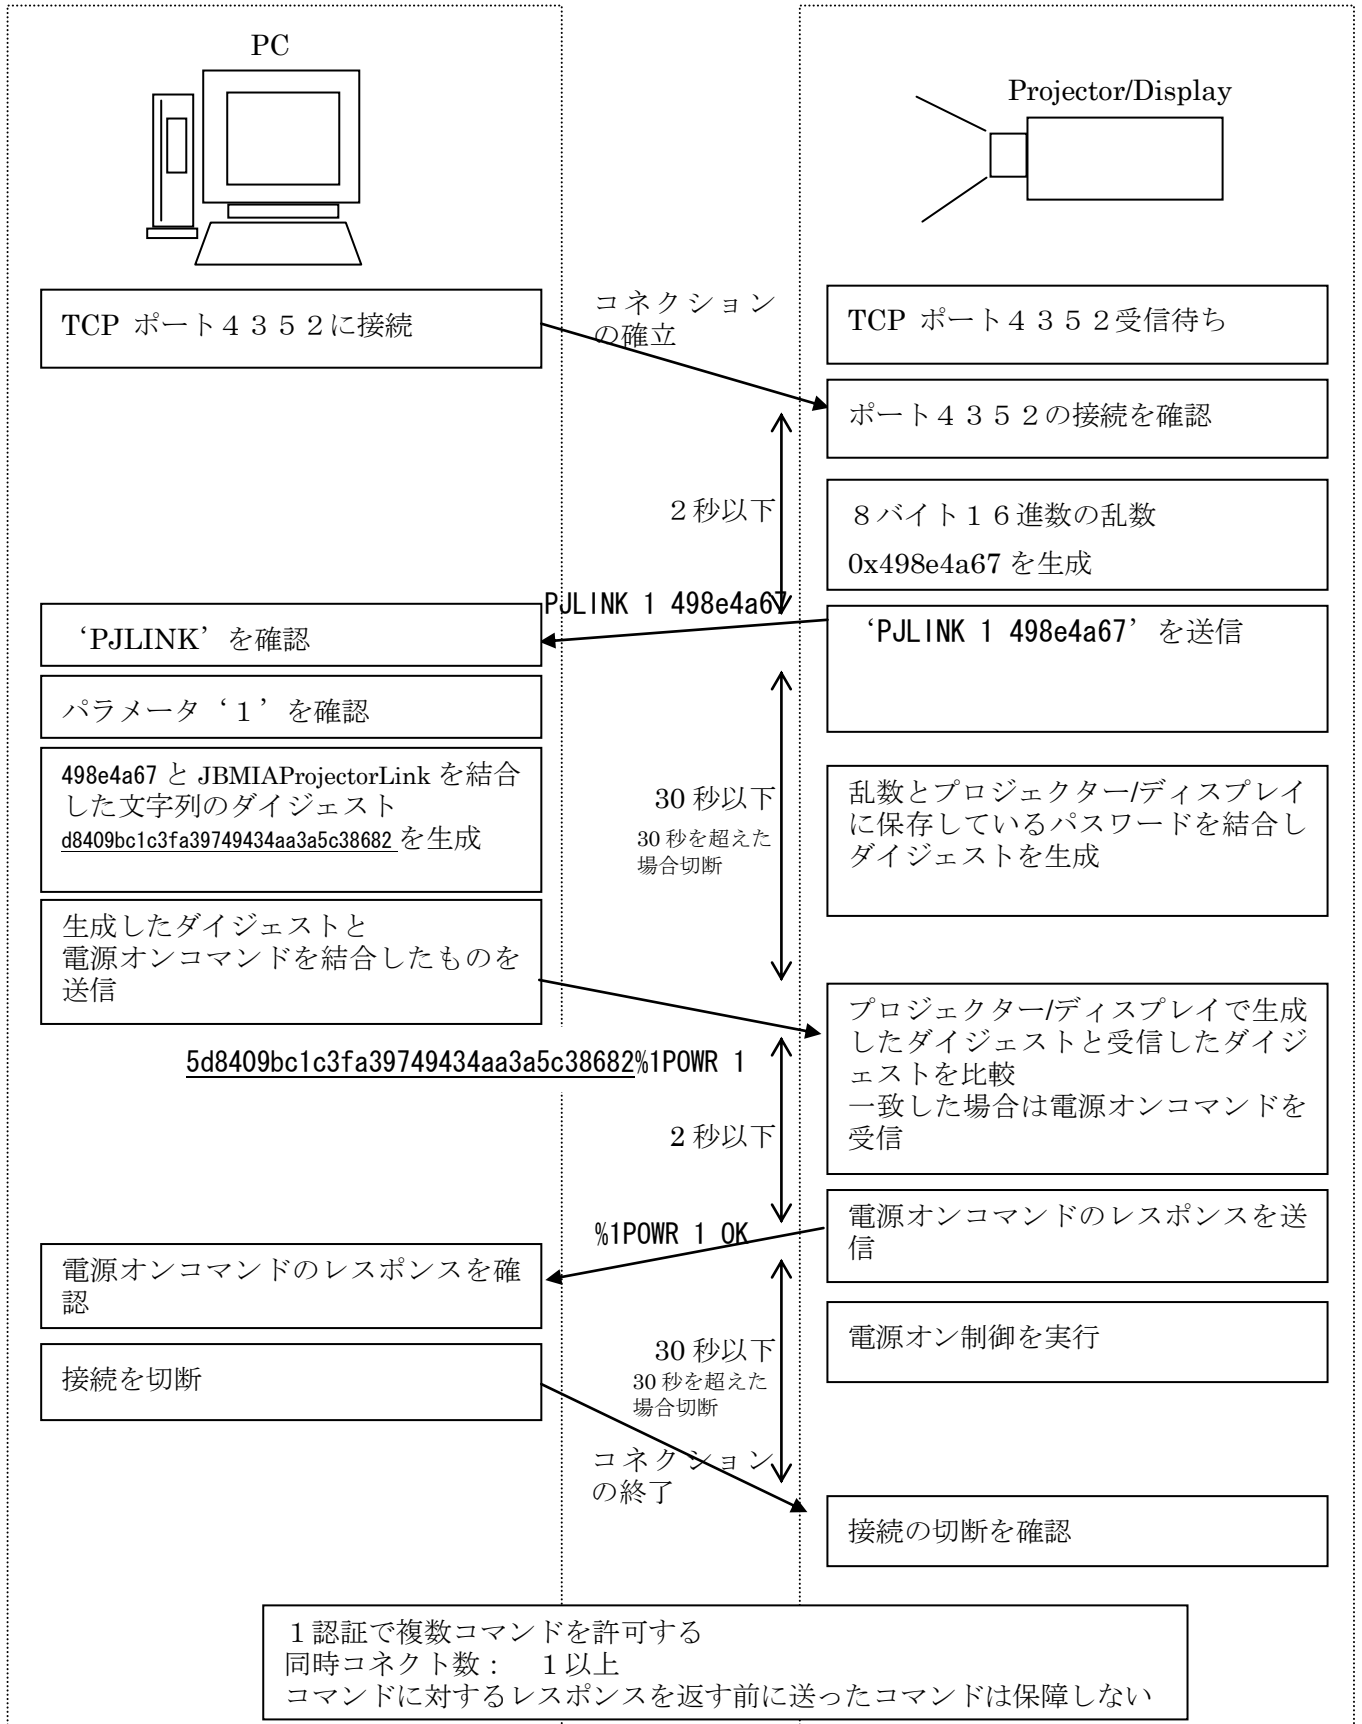 PC
Projector/Display
TCP ポート４３５２に接続
コネクション
の確立
TCP ポート４３５２受信待ち
ポート４３５２の接続を確認
２秒以下
８バイト１６進数の乱数
0x498e4a67 を生成
PJLINK 1 498e4a67
‘PJLINK’ を確認
‘PJLINK 1 498e4a67’ を送信
パラメータ‘１’を確認
498e4a67 と JBMIAProjectorLink を結合
した文字列のダイジェスト
d8409bc1c3fa39749434aa3a5c38682 を生成
30 秒以下
30 秒を超えた
場合切断
乱数とプロジェクター/ディスプレイ
に保存しているパスワードを結合し
ダイジェストを生成
生成したダイジェストと
電源オンコマンドを結合したものを
送信
プロジェクター/ディスプレイで生成
したダイジェストと受信したダイジ
ェストを比較
一致した場合は電源オンコマンドを
受信
5d8409bc1c3fa39749434aa3a5c38682%1POWR 1
2 秒以下
電源オンコマンドのレスポンスを送
信
%1POWR 1 OK
電源オンコマンドのレスポンスを確
認
電源オン制御を実行
30 秒以下
30 秒を超えた
場合切断
接続を切断
コネクション
の終了
接続の切断を確認
１認証で複数コマンドを許可する
同時コネクト数： １以上
コマンドに対するレスポンスを返す前に送ったコマンドは保障しない